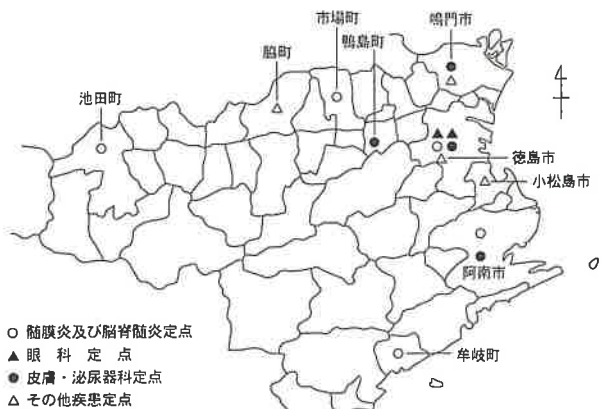 市場町
鳴門市
鴨島町
脇町
池田町
徳島市
小松島市
阿南市
牟岐町
○ 髄膜炎及び脳脊髄炎定点
▲ 眼科定点
● 皮膚・泌尿器科定点
△ その他疾患定点